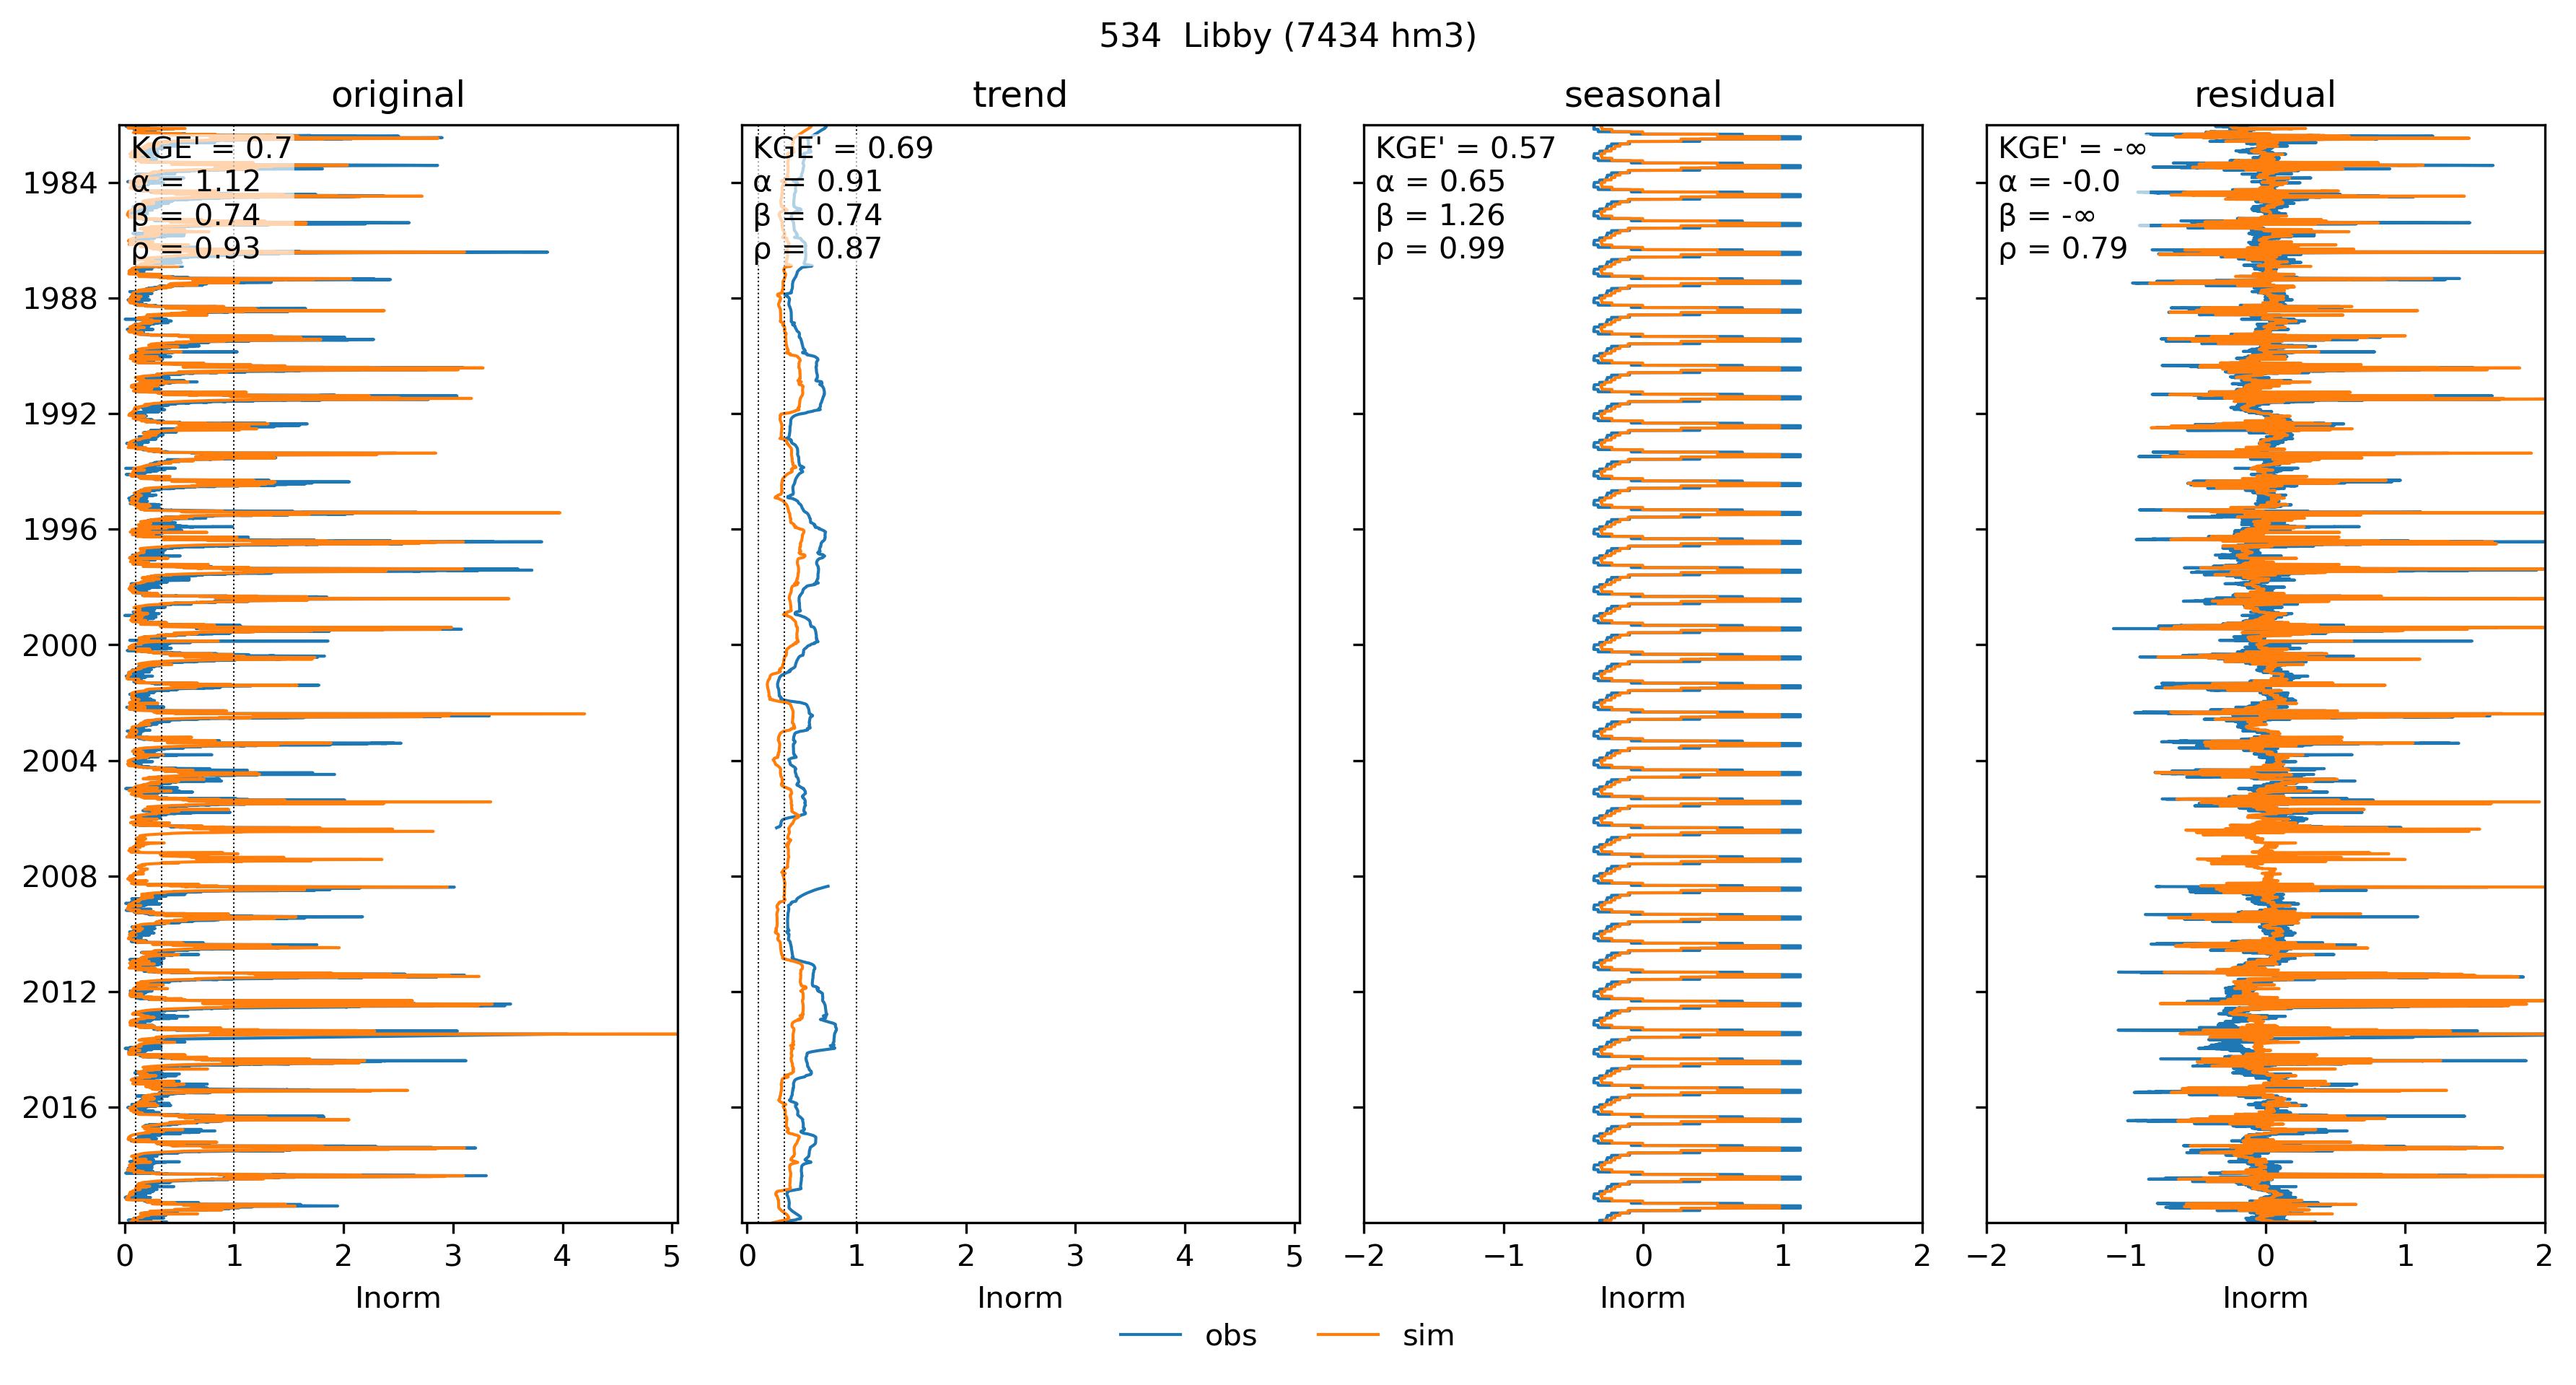 534  Libby (7434 hm3)
original
trend
seasonal
residual
KGE' = 0.7
α = 1.12
β = 0.74
ρ = 0.93
KGE' = 0.69
α = 0.91
β = 0.74
ρ = 0.87
KGE' = 0.57
α = 0.65
β = 1.26
ρ = 0.99
KGE' = -∞
α = -0.0
β = -∞
ρ = 0.79
1984
1988
1992
1996
2000
2004
2008
2012
2016
0 1 2 3 4 5
0 1 2 3 4 5
−2 −1 0 1 2
−2 −1 0 1 2
Inorm
Inorm
Inorm
Inorm
obs
sim